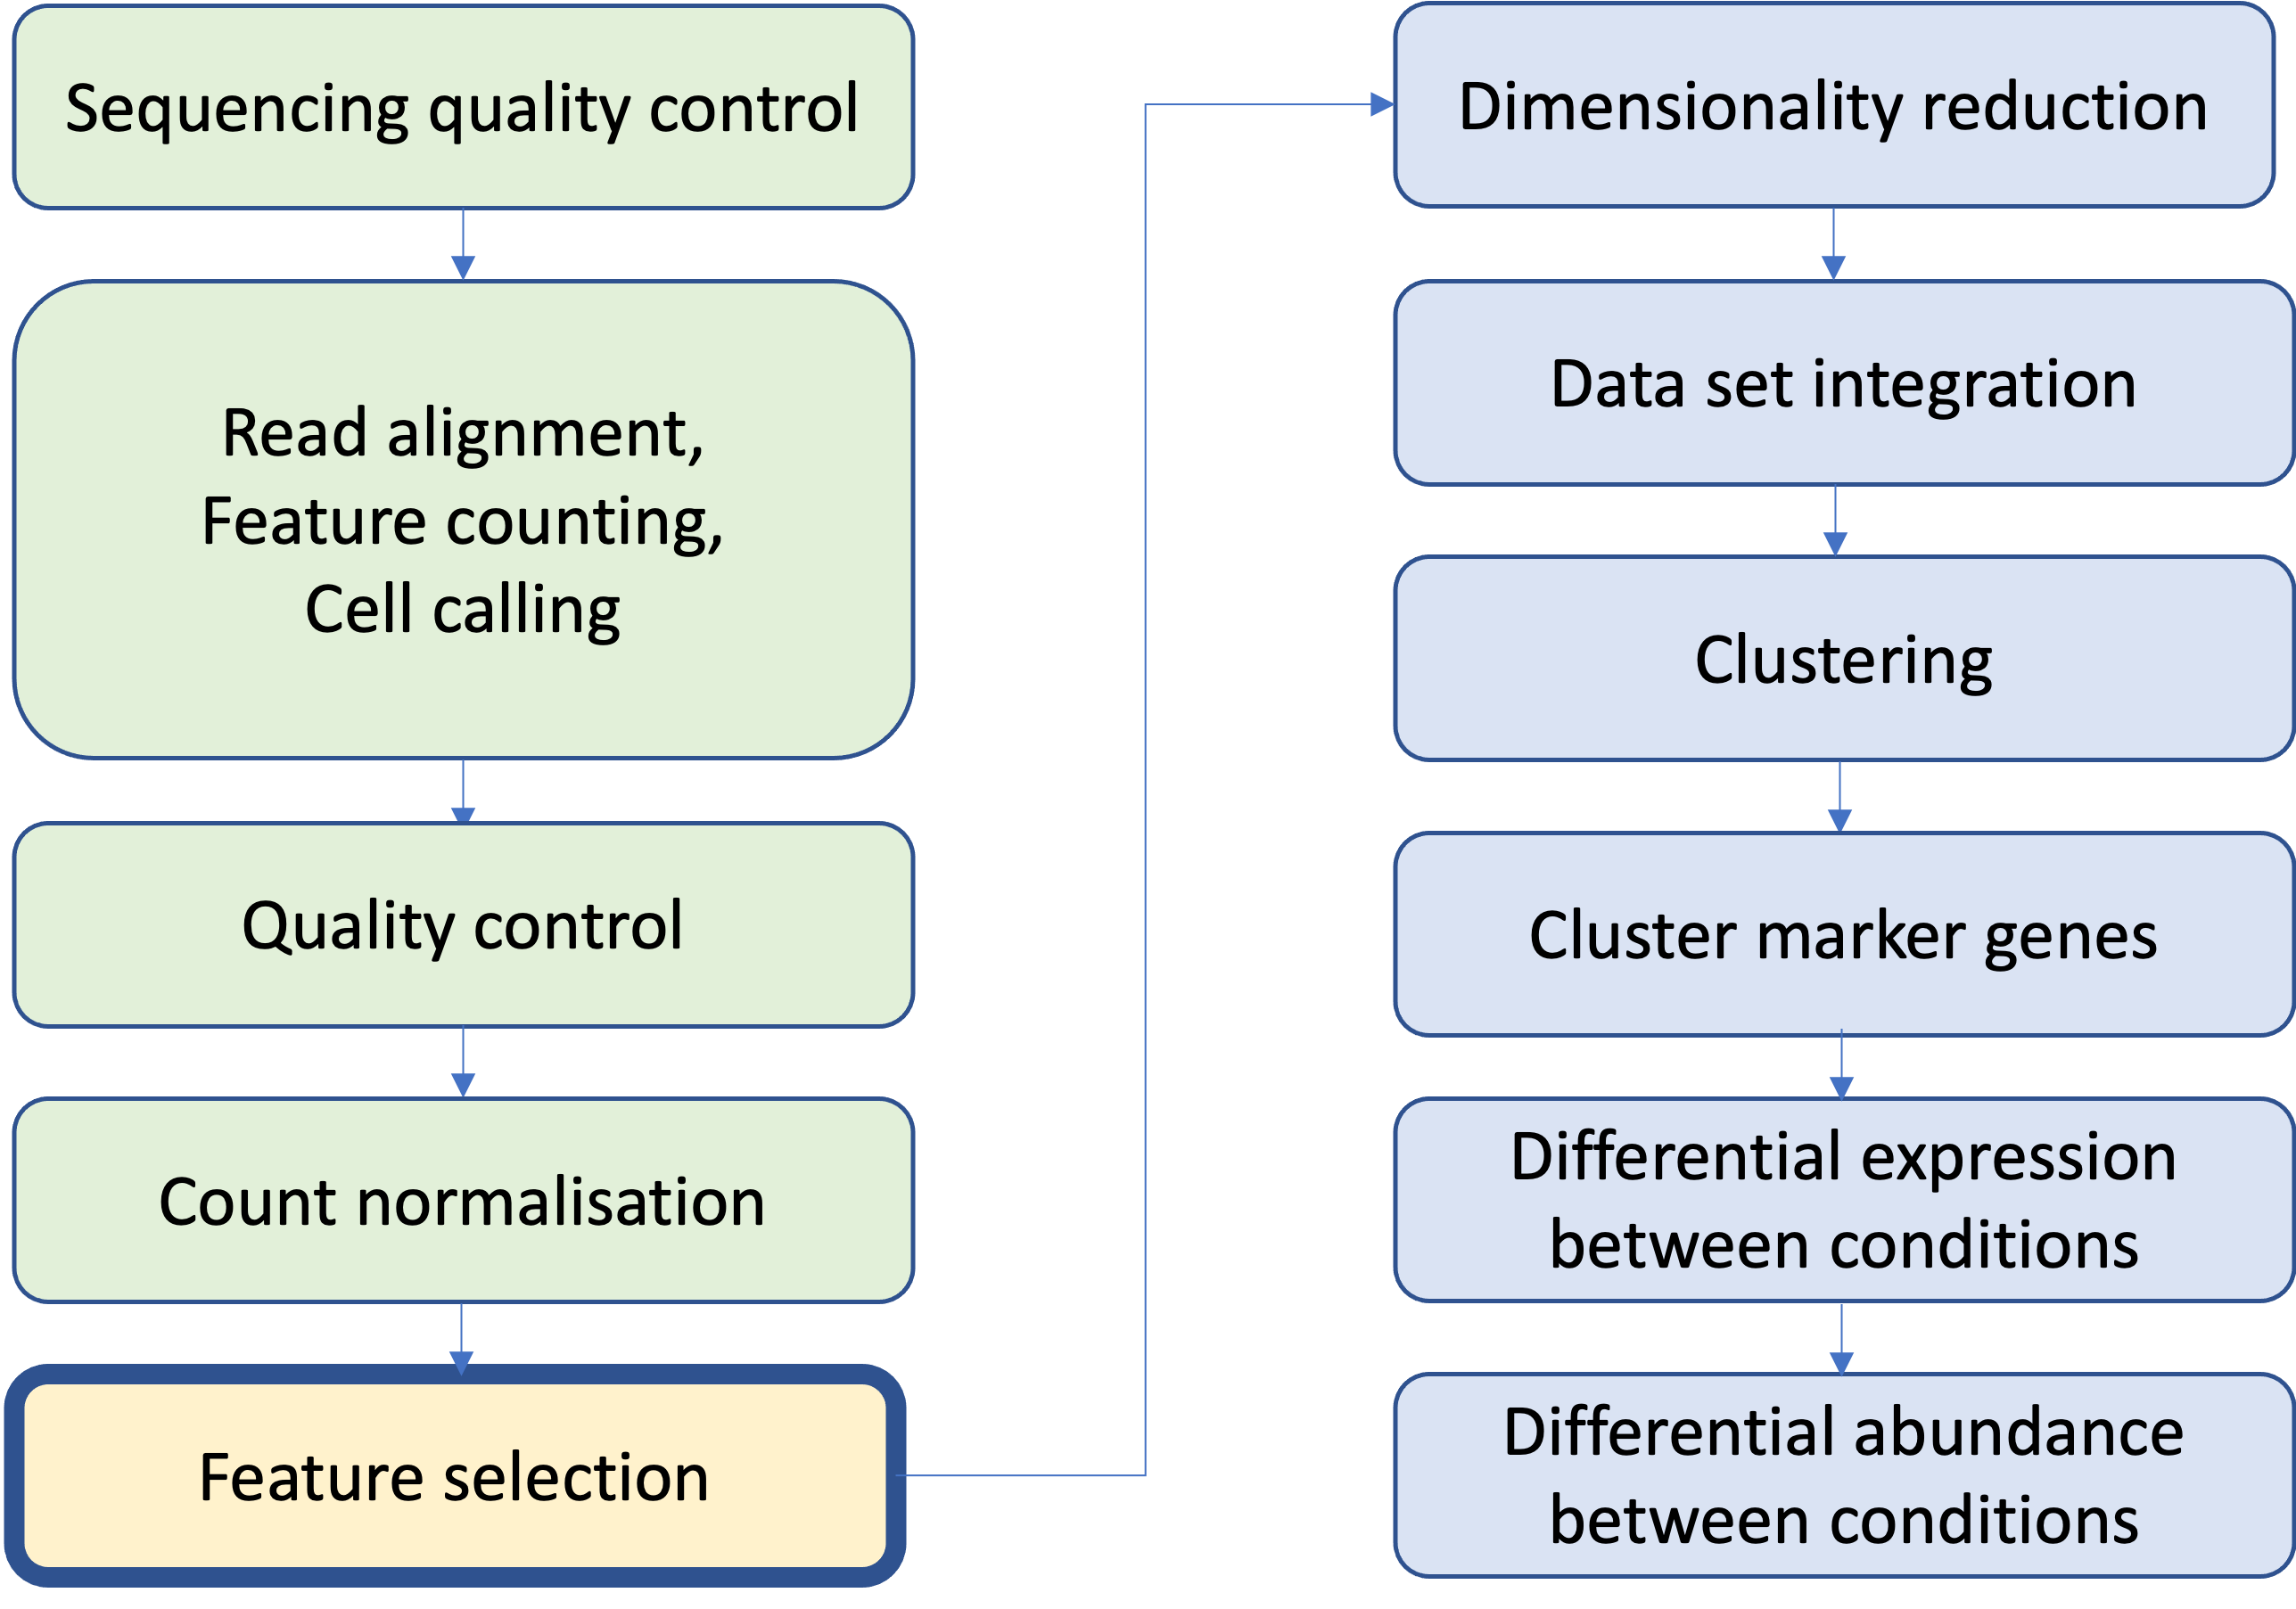 Sequencing quality control
Read alignment,
Feature counting,
Cell calling
Quality control
Count normalisation
Feature selection
Dimensionality reduction
Data set integration
Clustering
Cluster marker genes
Differential expression
between conditions
Differential abundance
between conditions